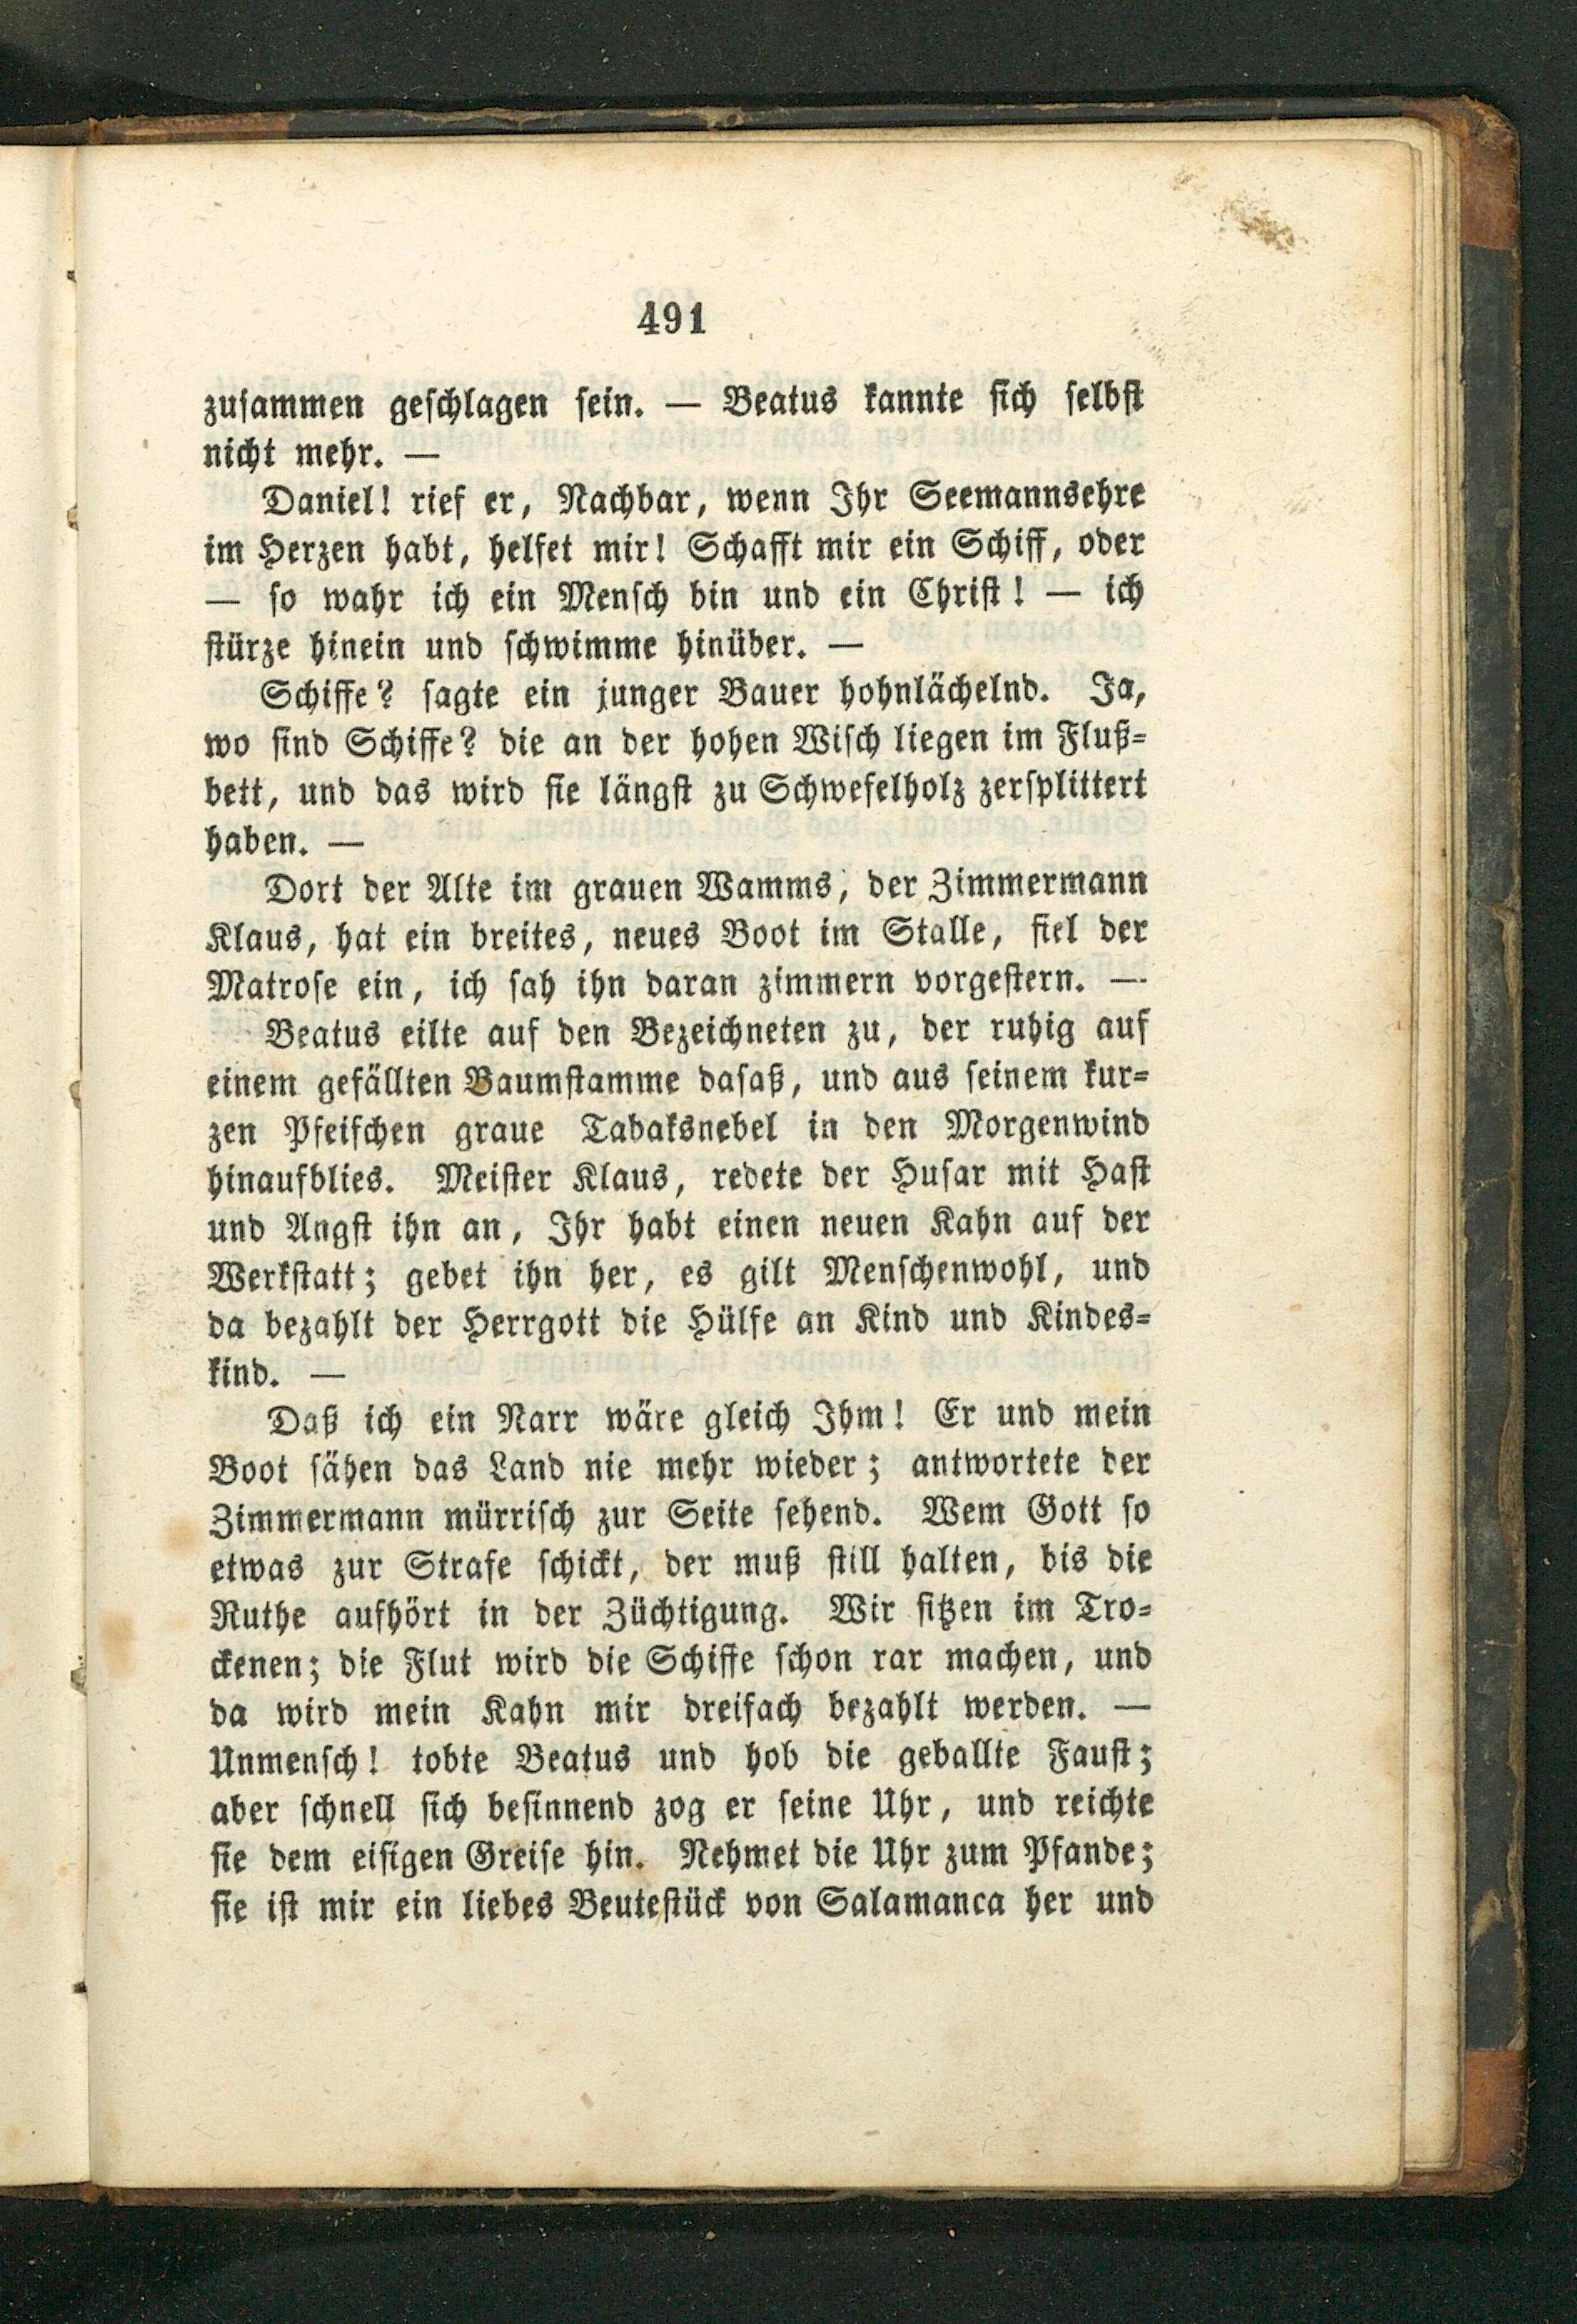 491
zusammen geschlagen sein. — Beatus kannte sich selbst
nicht mehr. —
Daniel! rief er, Nachbar, wenn Ihr Seemannsehre
im Herzen habt, helfet mir! Schafft mir ein Schiff, oder
— so wahr ich ein Mensch bin und ein Christ! — ich
stürze hinein und schwimme hinüber. —
Schiffe? sagte ein junger Bauer hohnlächelnd. Ja,
wo sind Schiffe? die an der hohen Wisch liegen im Fluß-
bett, und das wird sie längst zu Schwefelholz zersplittert
haben. —
Dort der Alte im grauen Wamms, der Zimmermann
Klaus, hat ein breites, neues Boot im Stalle, fiel der
Matrose ein, ich sah ihn daran zimmern vorgestern. —
Beatus eilte auf den Bezeichneten zu, der ruhig auf
einem gefällten Baumstamme dasaß, und aus seinem kur-
zen Pfeifchen graue Tabaksnebel in den Morgenwind
hinaufblies. Meister Klaus, redete der Husar mit Hast
und Angst ihn an, Ihr habt einen neuen Kahn auf der
Werkstatt; gebet ihn her, es gilt Menschenwohl, und
da bezahlt der Herrgott die Hülfe an Kind und Kindes-
kind. —
Daß ich ein Narr wäre gleich Ihm! Er und mein
Boot sähen das Land nie mehr wieder; antwortete der
Zimmermann mürrisch zur Seite sehend. Wem Gott so
etwas zur Strafe schickt, der muß still halten, bis die
Ruthe aufhört in der Züchtigung. Wir sitzen im Tro-
ckenen; die Flut wird die Schiffe schon rar machen, und
da wird mein Kahn mir dreifach bezahlt werden. —
Unmensch! tobte Beatus und hob die geballte Faust;
aber schnell sich besinnend zog er seine Uhr, und reichte
sie dem eisigen Greise hin. Nehmet die Uhr zum Pfande;
sie ist mir ein liebes Beutestück von Salamanca her und